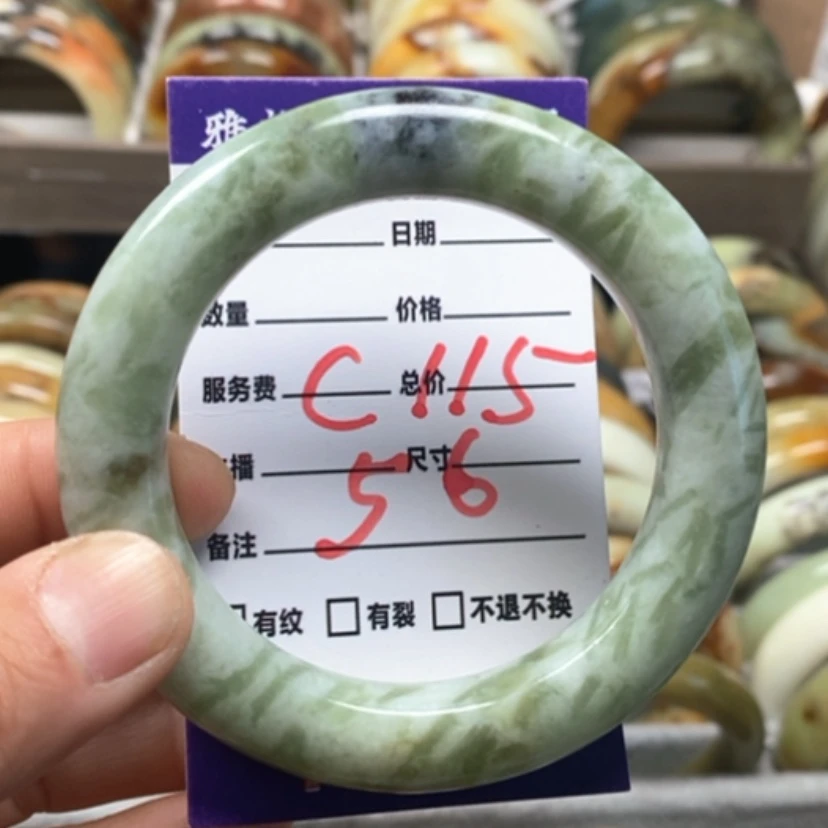 雅
日期
数量 价格
服务费 总价
C115
播 尺寸
56
备注
有纹 有裂 不退不换